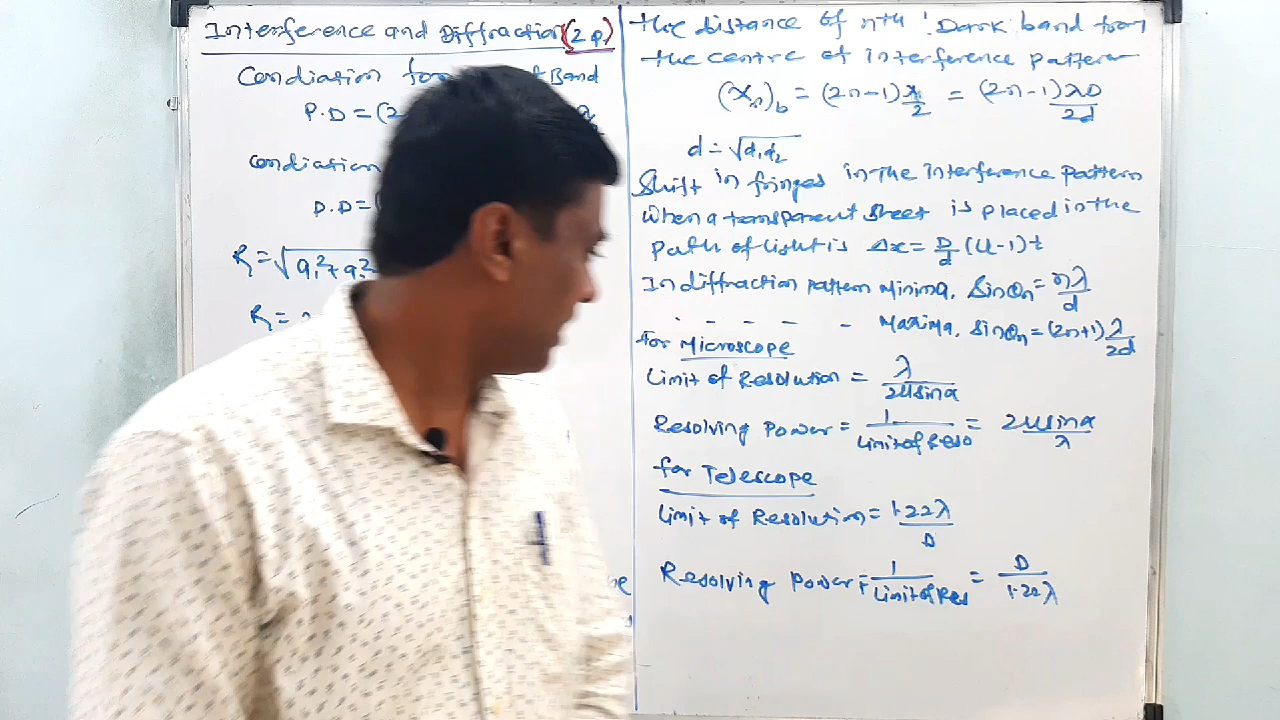 Interference and Diffraction (2 p)
Condiation for Band
P.D = (2
Condiation
P.D =
R = √a₁² + a₂²
R =
the distance of nth Dark band from
the centre of interference pattern
(Xₙ)b = (2n-1) X/2 = (2n-1) λD/2d
d = √d₁d₂
Shift in fringes in the Interference pattern
When a transparent sheet is placed in the
path of light is Δx = D/d (μ-1) t
In diffraction pattern Minima, Sinθₙ = nλ/d
- - - - - Maxima, Sinθₙ = (2n+1) λ/2d
For Microscope
Limit of Resolution = λ/2μsinα
Resolving Power = 1/Limit of Reso = 2μsinα/λ
for Telescope
Limit of Resolution = 1.22λ/D
Resolving Power = 1/Limit of Res = D/1.22λ